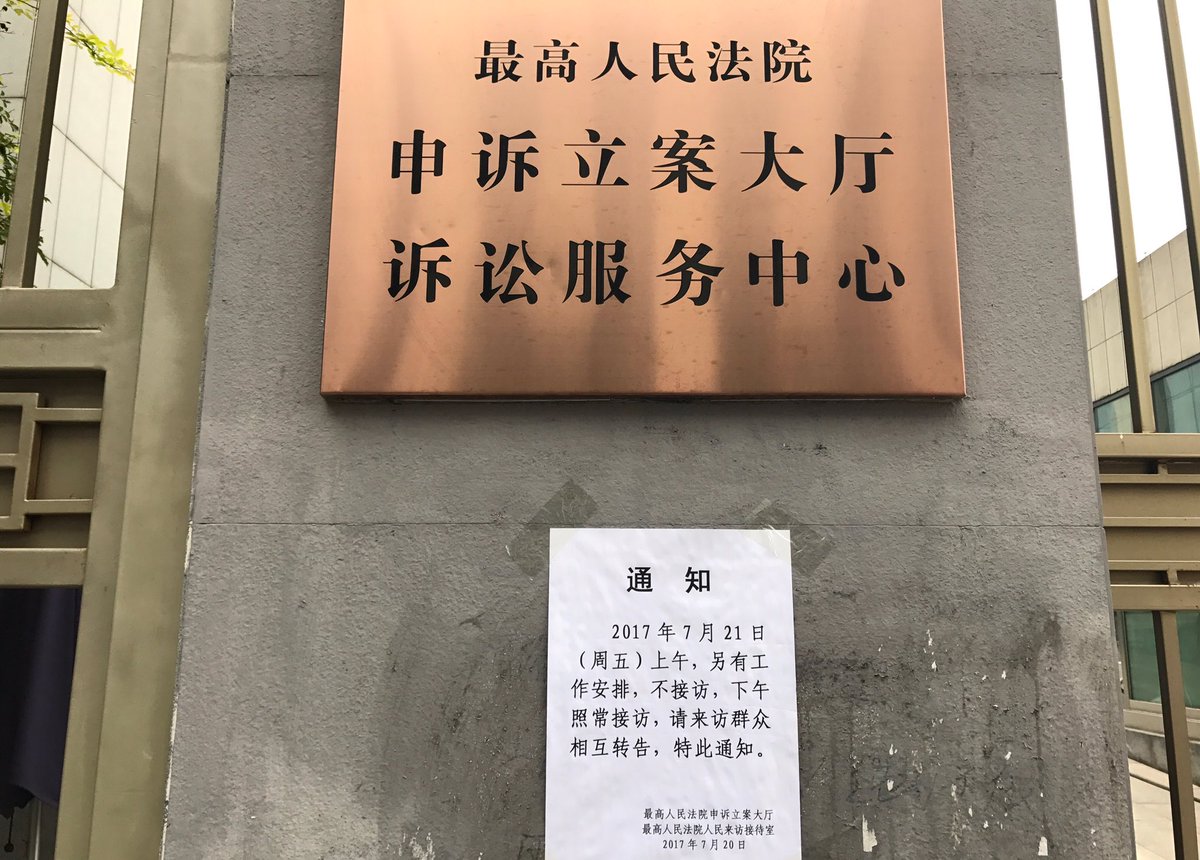 最高人民法院
申诉立案大厅
诉讼服务中心
通 知
2017年7月21日
（周五）上午，另有工
作安排，不接访，下午
照常接访，请来访群众
相互转告，特此通知。
最高人民法院申诉立案大厅
最高人民法院人民来访接待室
2017年7月20日